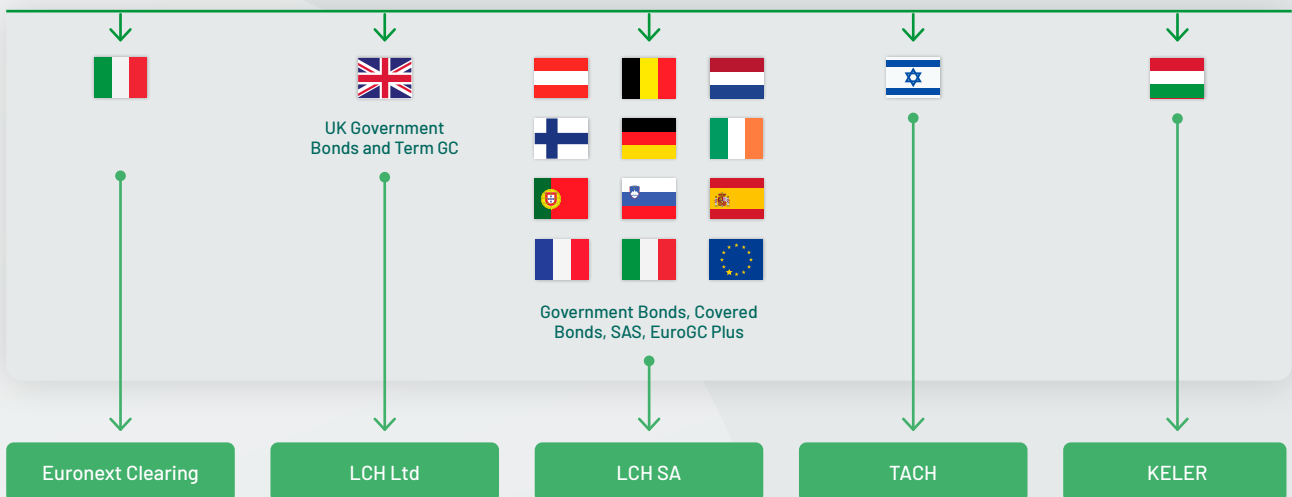 UK Government
Bonds and Term GC
Government Bonds, Covered
Bonds, SAS, EuroGC Plus
Euronext Clearing
LCH Ltd
LCH SA
TACH
KELER